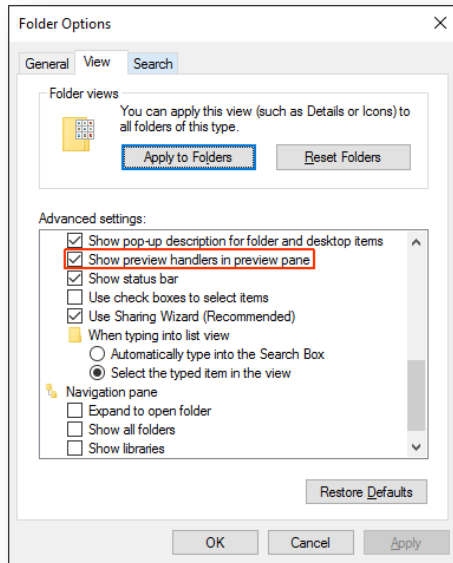 Folder Options
General
View
Search
Folder views
You can apply this view (such as Details or Icons) to
all folders of this type.
Apply to Folders
Reset Folders
Advanced settings:
Show pop-up description for folder and desktop items
Show preview handlers in preview pane
Show status bar
Use check boxes to select items
Use Sharing Wizard (Recommended)
When typing into list view
Automatically type into the Search Box
Select the typed item in the view
Navigation pane
Expand to open folder
Show all folders
Show libraries
Restore Defaults
OK
Cancel
Apply